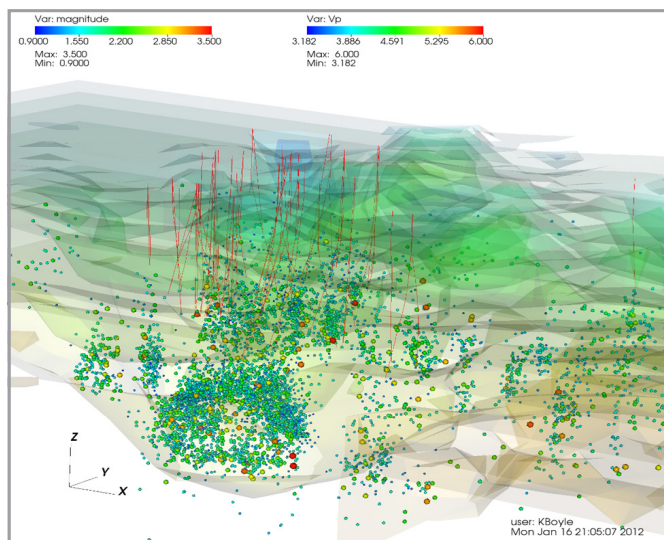 Var: magnitude
0.9000 1.550 2.200 2.850 3.500
Max: 3.500
Min: 0.9000
Var: Vp
3.182 3.886 4.591 5.295 6.000
Max: 6.000
Min: 3.182
Z
Y
X
user: KBoyle
Mon Jan 16 21:05:07 2012